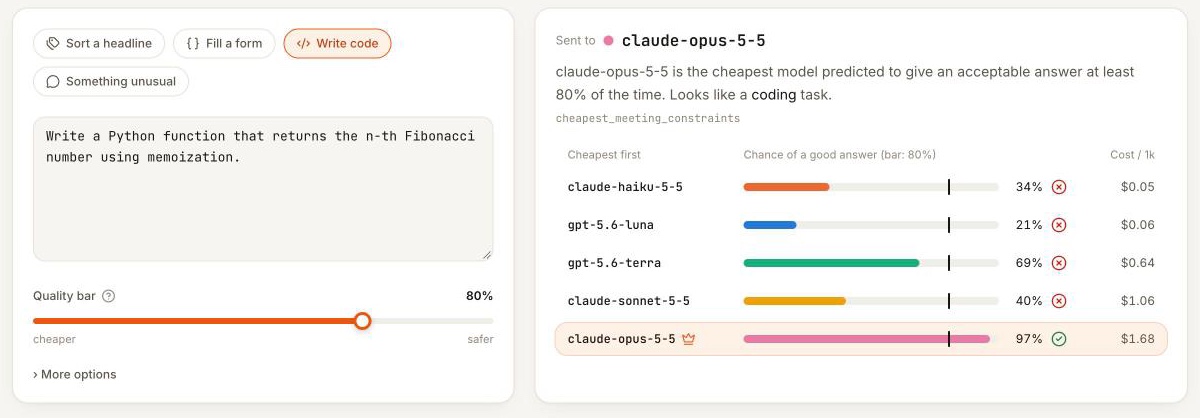 Sort a headline
{ } Fill a form
</> Write code
Something unusual
Write a Python function that returns the n-th Fibonacci
number using memoization.
Quality bar ?
80%
cheaper
safer
› More options
Sent to claude-opus-5-5
claude-opus-5-5 is the cheapest model predicted to give an acceptable answer at least
80% of the time. Looks like a coding task.
cheapest_meeting_constraints
Cheapest first Chance of a good answer (bar: 80%) Cost / 1k
claude-haiku-5-5 34% $0.05
gpt-5.6-luna 21% $0.06
gpt-5.6-terra 69% $0.64
claude-sonnet-5-5 40% $1.06
claude-opus-5-5 97% $1.68